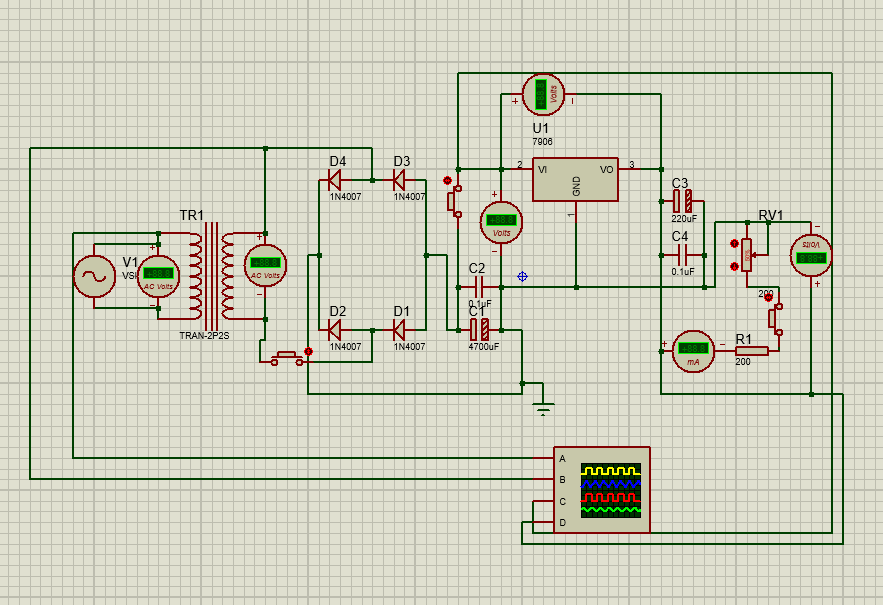 Volts
U1
7906
D4
D3
2
VI
VO
3
1N4007
1N4007
GND
C3
TR1
1
220uF
RV1
Volts
C4
Volts
V1
AC Volts
AC Volts
C2
0.1uF
0.1uF
C1
D2
D1
TRAN-2P2S
1N4007
1N4007
4700uF
R1
mA
200
A
B
C
D